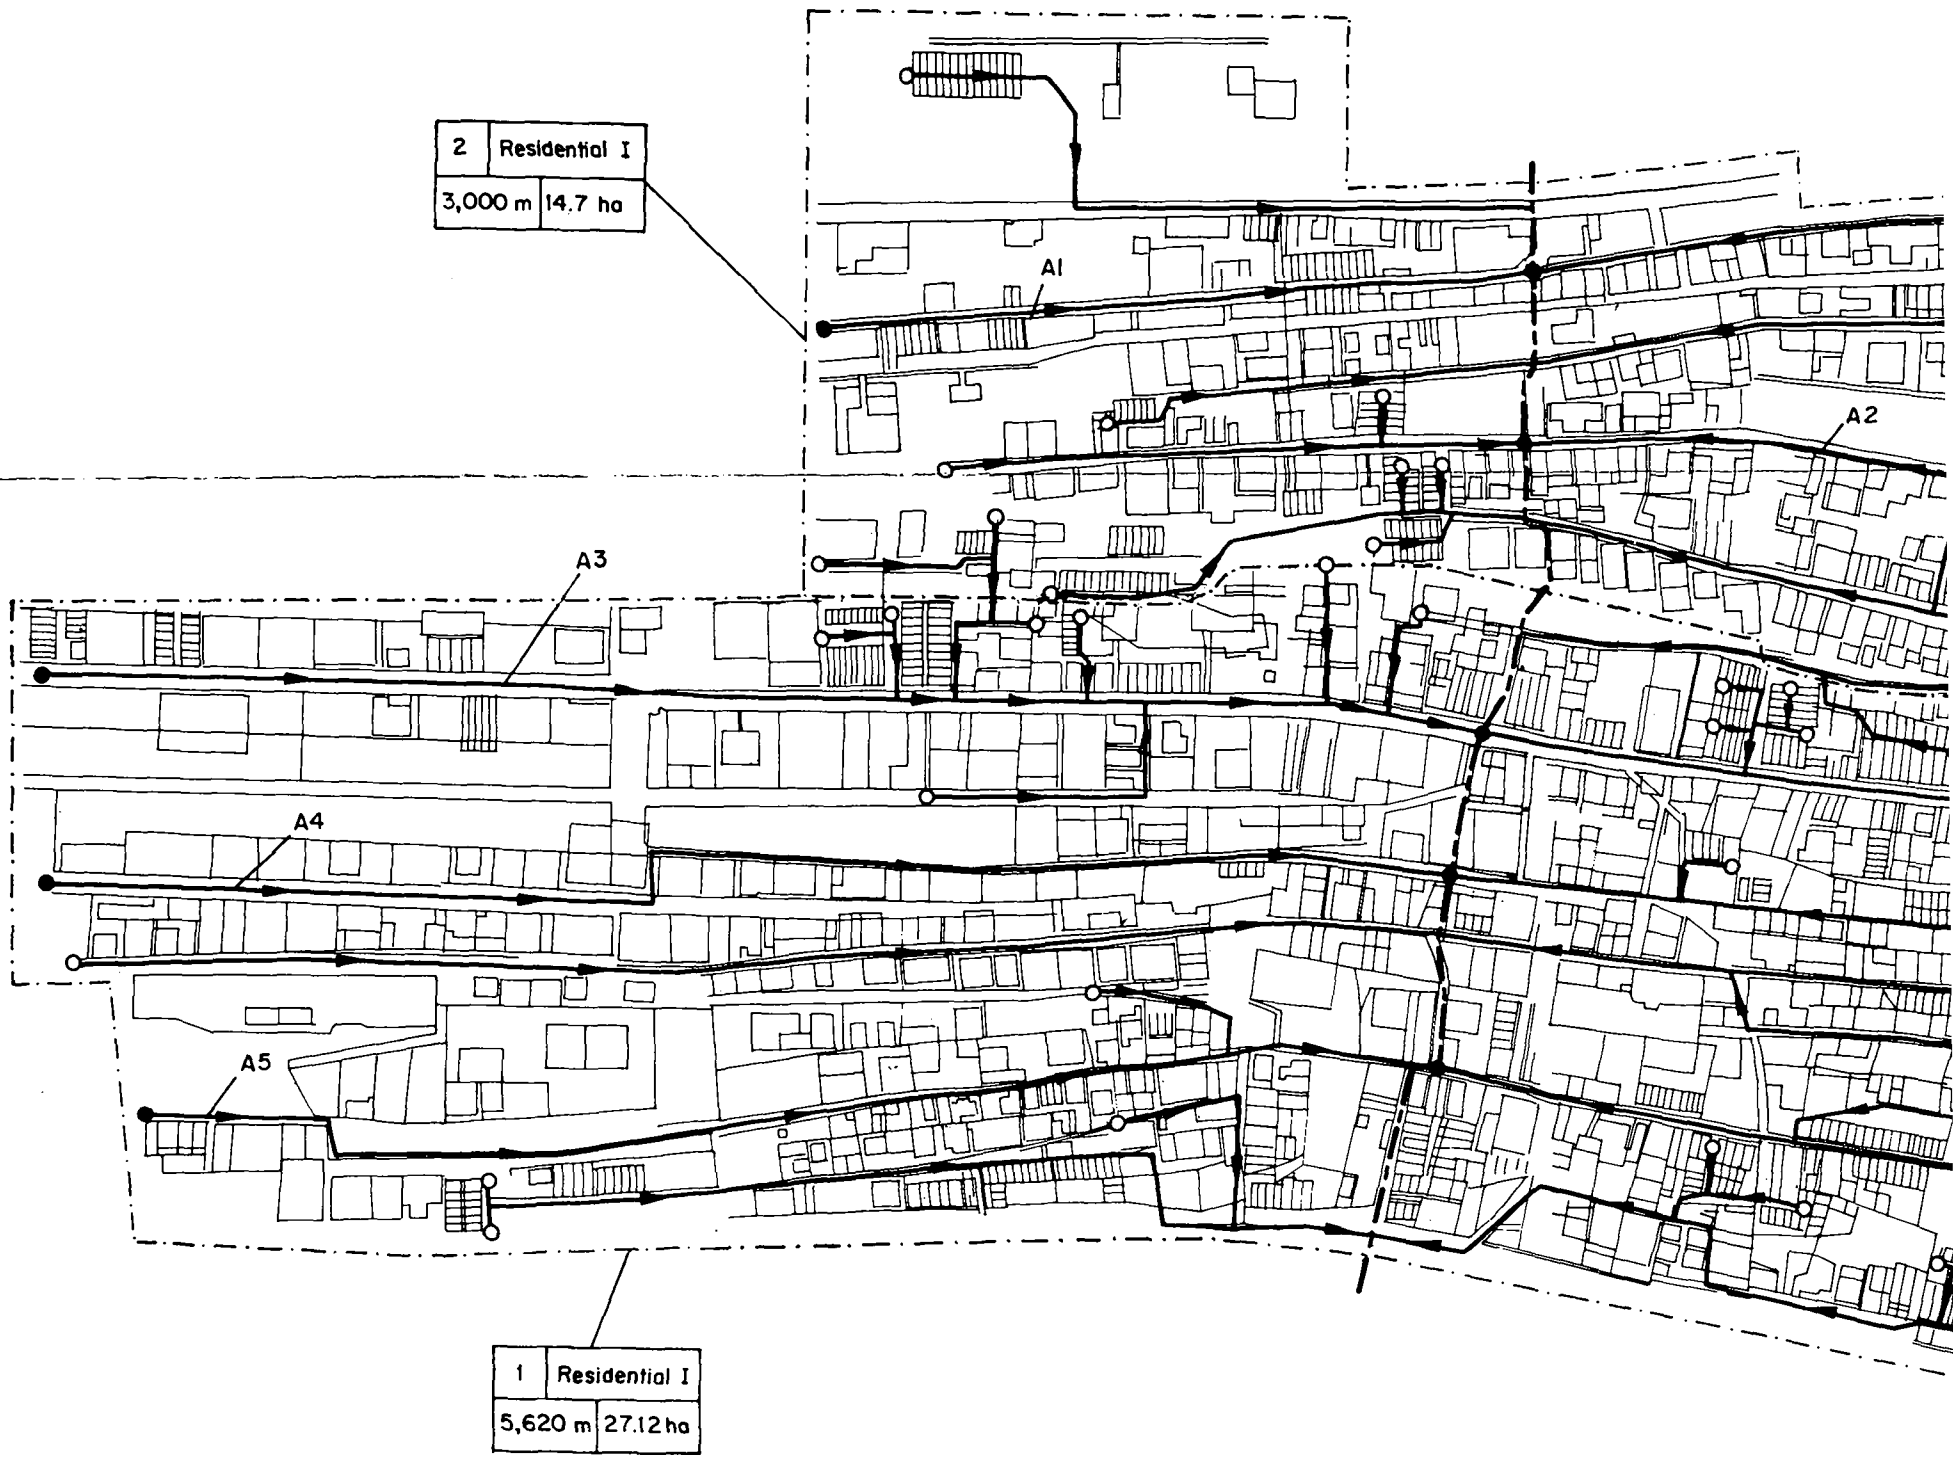 2 Residential I
3,000 m 14.7 ha
A1
A2
A3
A4
A5
1 Residential I
5,620 m 27.12 ha